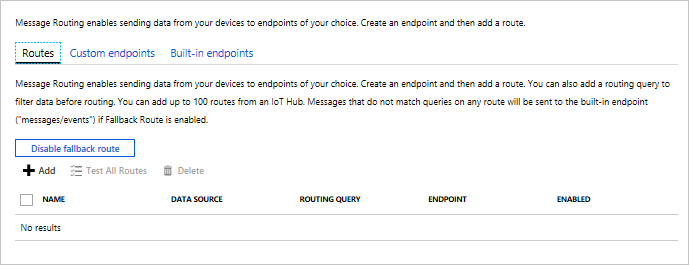 Message Routing enables sending data from your devices to endpoints of your choice. Create an endpoint and then add a route.
Routes Custom endpoints Built-in endpoints
Message Routing enables sending data from your devices to endpoints of your choice. Create an endpoint and then add a route. You can also add a routing query to
filter data before routing. You can add up to 100 routes from an IoT Hub. Messages that do not match queries on any route will be sent to the built-in endpoint
("messages/events") if Fallback Route is enabled.
Disable fallback route
Add Test All Routes Delete
NAME DATA SOURCE ROUTING QUERY ENDPOINT ENABLED
No results